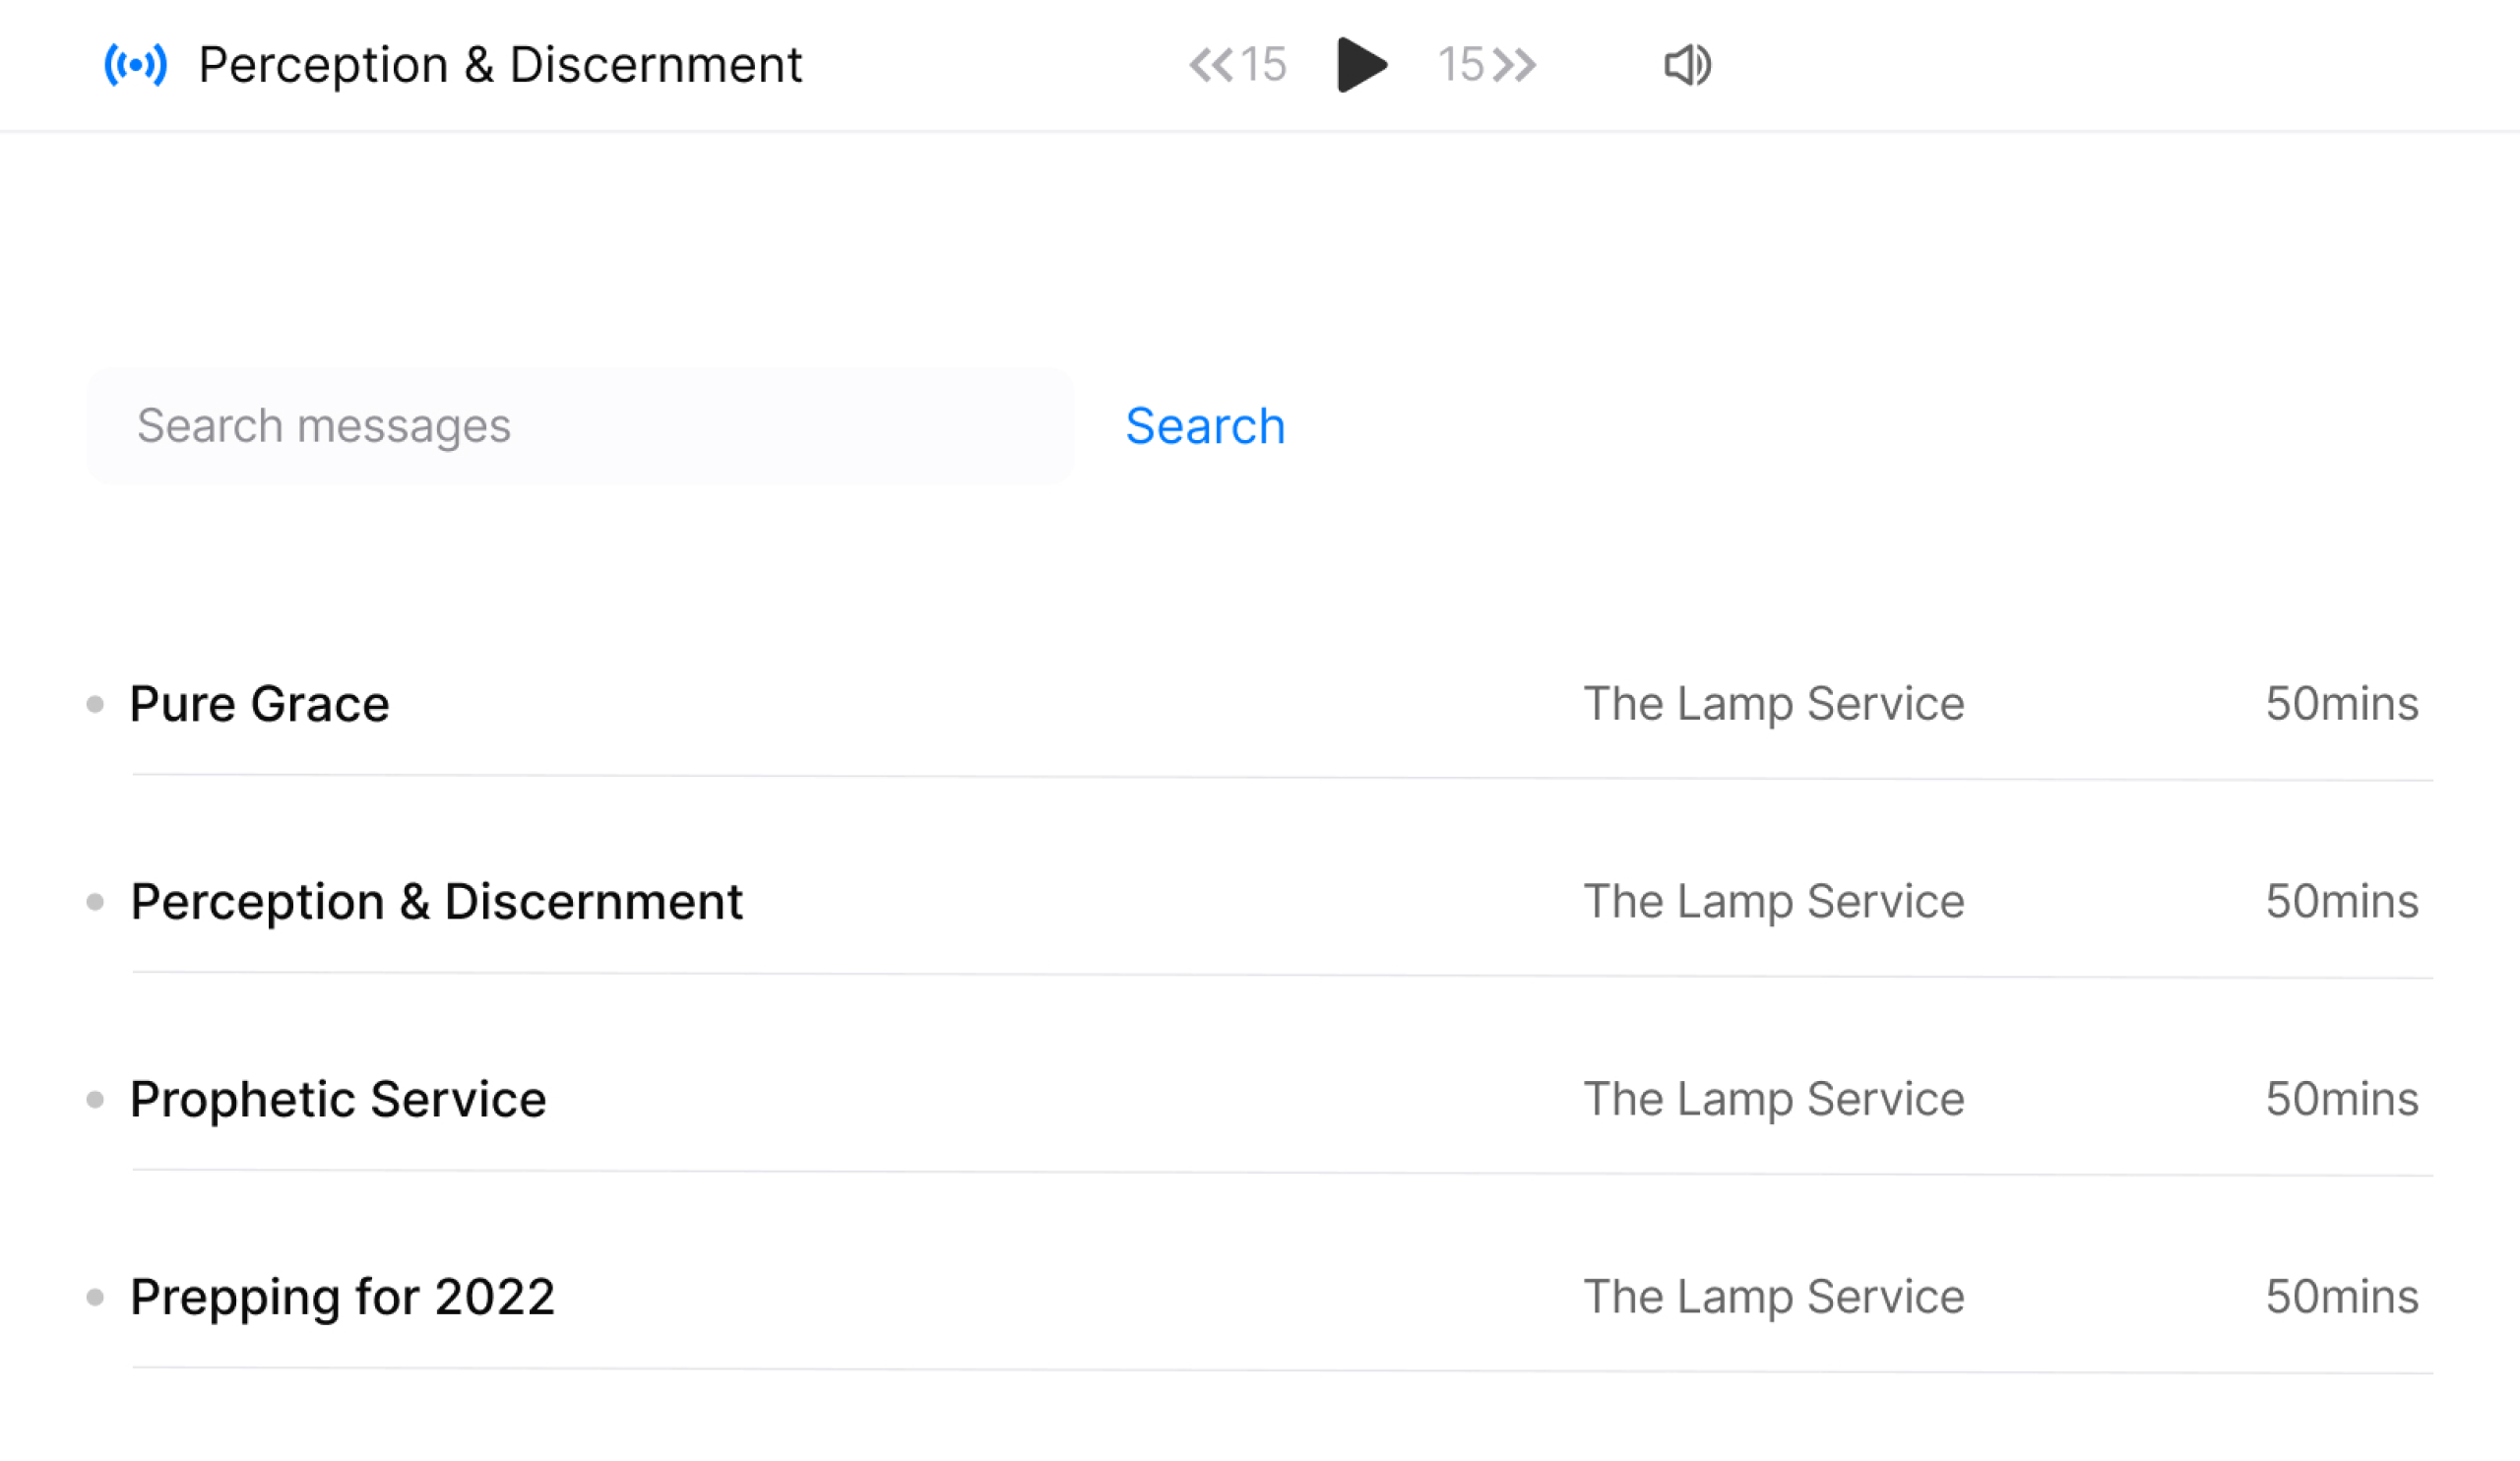 Perception & Discernment 15 15
Search messages Search
Pure Grace The Lamp Service 50mins
Perception & Discernment The Lamp Service 50mins
Prophetic Service The Lamp Service 50mins
Prepping for 2022 The Lamp Service 50mins